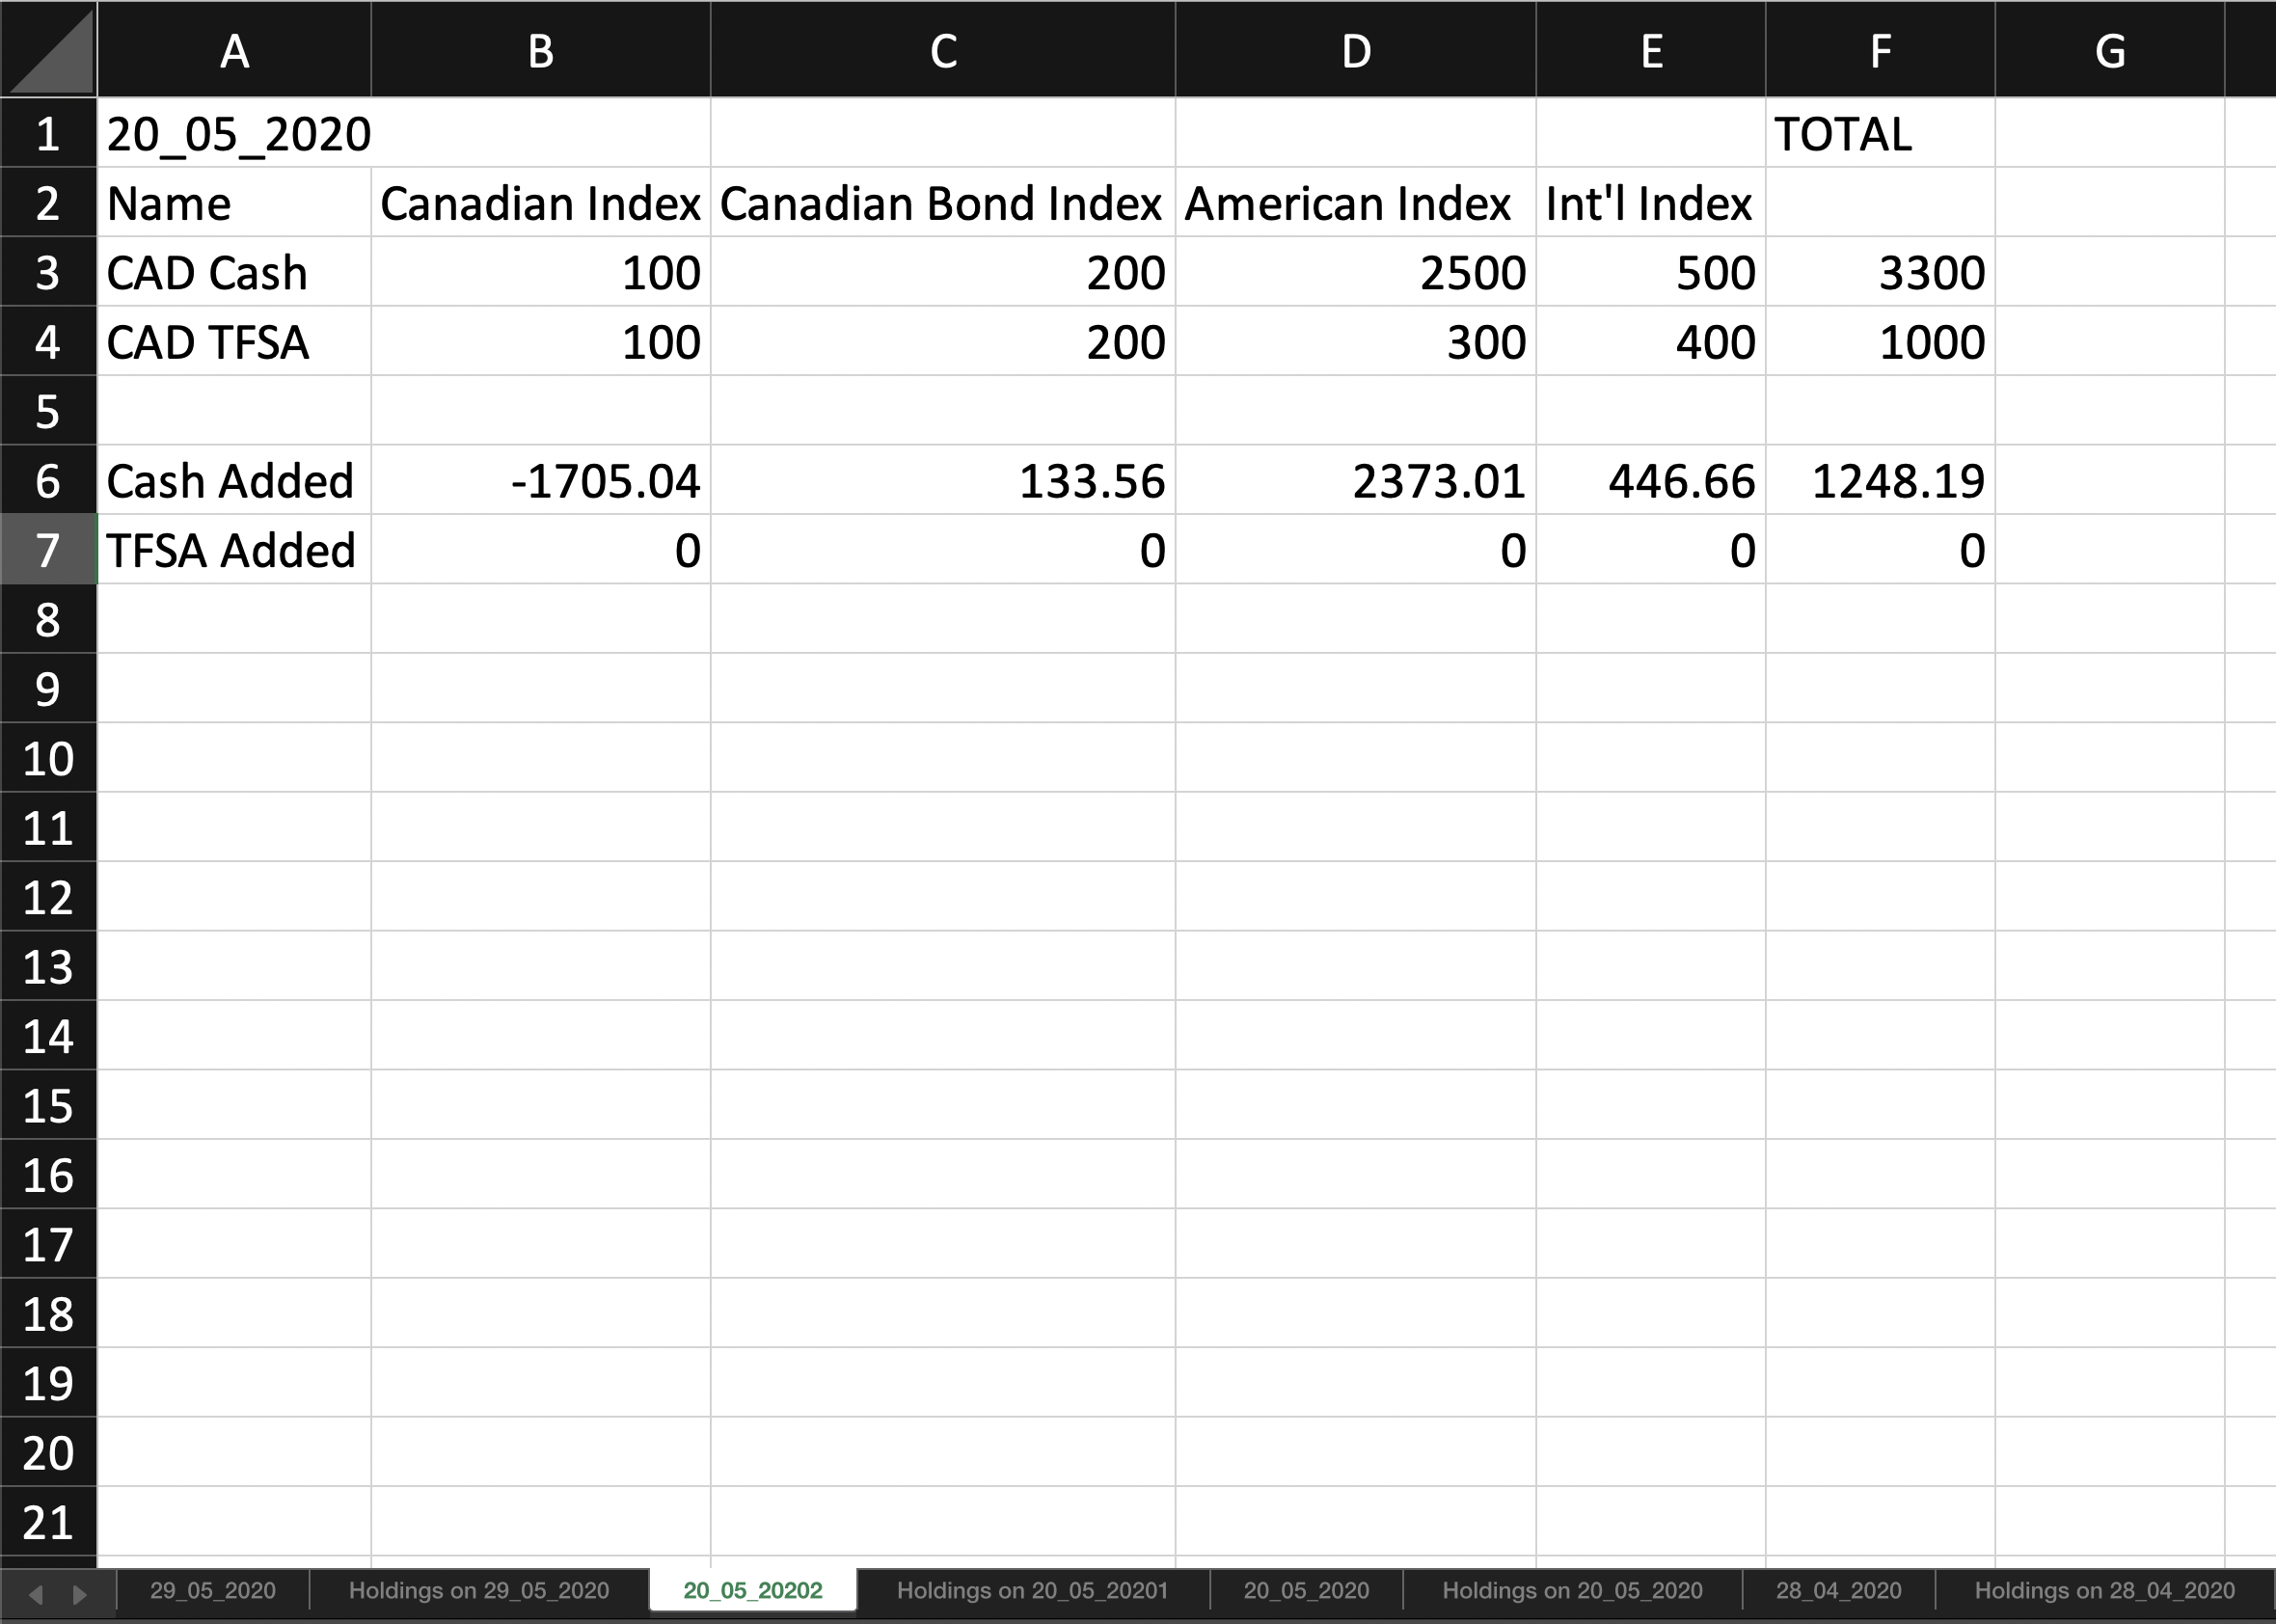 A B C D E F G
1 20_05_2020 TOTAL
2 Name Canadian Index Canadian Bond Index American Index Int'l Index
3 CAD Cash 100 200 2500 500 3300
4 CAD TFSA 100 200 300 400 1000
5
6 Cash Added -1705.04 133.56 2373.01 446.66 1248.19
7 TFSA Added 0 0 0 0 0
8
9
10
11
12
13
14
15
16
17
18
19
20
21
29_05_2020 Holdings on 29_05_2020 20_05_20202 Holdings on 20_05_20201 20_05_2020 Holdings on 20_05_2020 28_04_2020 Holdings on 28_04_2020